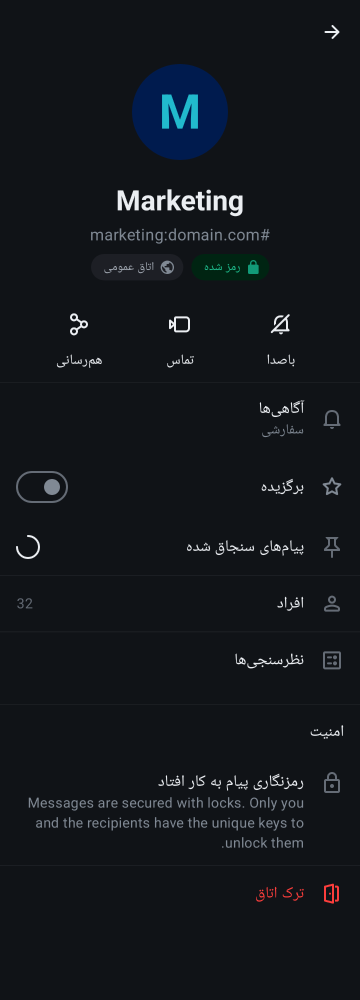 M
Marketing
#marketing:domain.com
رمز شده
اتاق عمومی
باصدا
تماس
هم‌رسانی
آگاهی‌ها
سفارشی
برگزیده
پیام‌های سنجاق شده
افراد
32
نظرسنجی‌ها
امنیت
رمزنگاری پیام به کار افتاد
Messages are secured with locks. Only you
and the recipients have the unique keys to
unlock them.
ترک اتاق